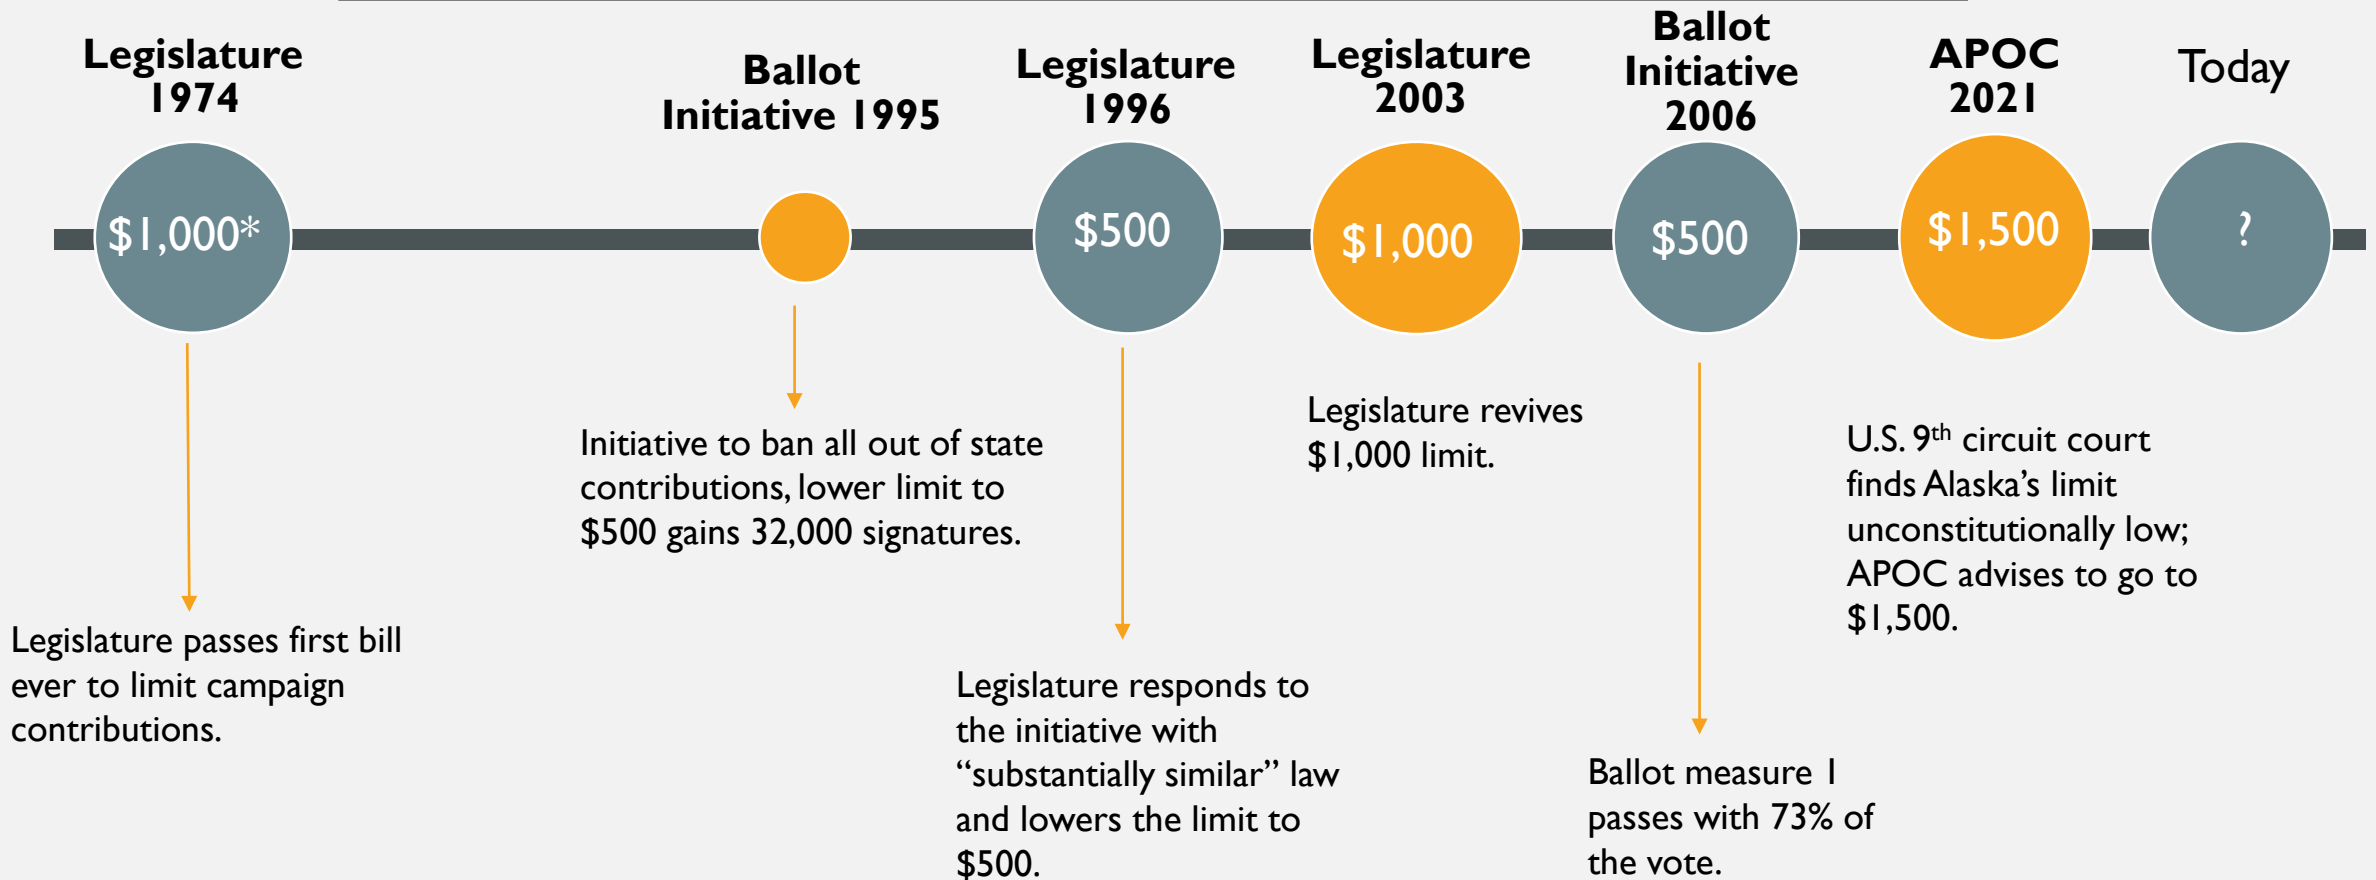 Legislature
1974
$1,000*
Legislature passes first bill
ever to limit campaign
contributions.
Ballot
Initiative 1995
Initiative to ban all out of state
contributions, lower limit to
$500 gains 32,000 signatures.
Legislature
1996
$500
Legislature responds to
the initiative with
“substantially similar” law
and lowers the limit to
$500.
Legislature
2003
$1,000
Legislature revives
$1,000 limit.
Ballot
Initiative
2006
$500
Ballot measure 1
passes with 73% of
the vote.
APOC
2021
$1,500
U.S. 9th circuit court
finds Alaska’s limit
unconstitutionally low;
APOC advises to go to
$1,500.
Today
?